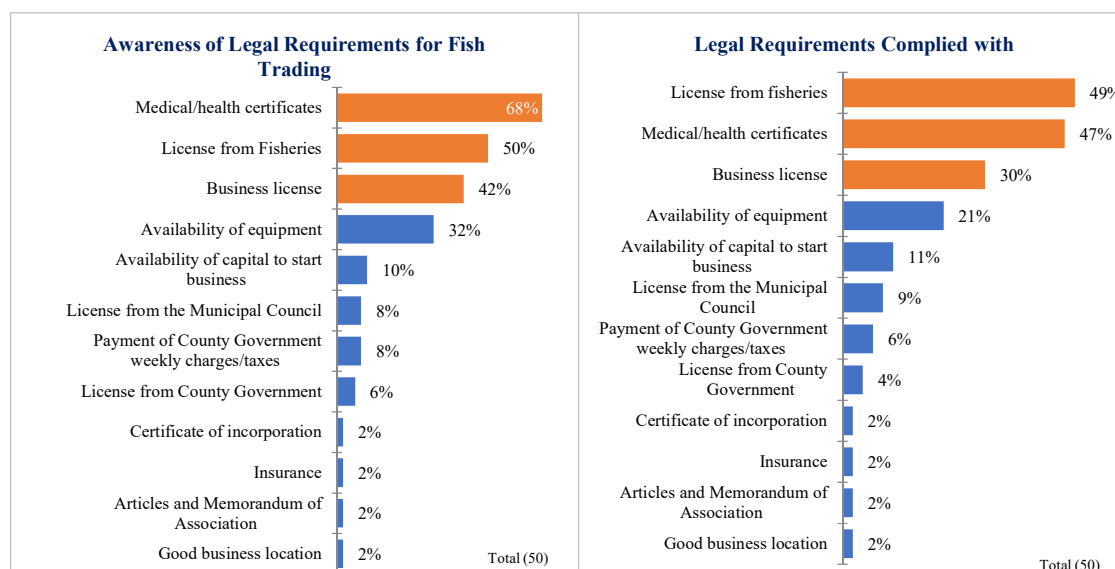 Awareness of Legal Requirements for Fish
Trading
Medical/health certificates
68%
License from Fisheries
50%
Business license
42%
Availability of equipment
32%
Availability of capital to start
business
10%
License from the Municipal Council
8%
Payment of County Government
weekly charges/taxes
8%
License from County Government
6%
Certificate of incorporation
2%
Insurance
2%
Articles and Memorandum of
Association
2%
Good business location
2%
Total (50)
Legal Requirements Complied with
License from fisheries
49%
Medical/health certificates
47%
Business license
30%
Availability of equipment
21%
Availability of capital to start
business
11%
License from the Municipal
Council
9%
Payment of County Government
weekly charges/taxes
6%
License from County
Government
4%
Certificate of incorporation
2%
Insurance
2%
Articles and Memorandum of
Association
2%
Good business location
2%
Total (50)